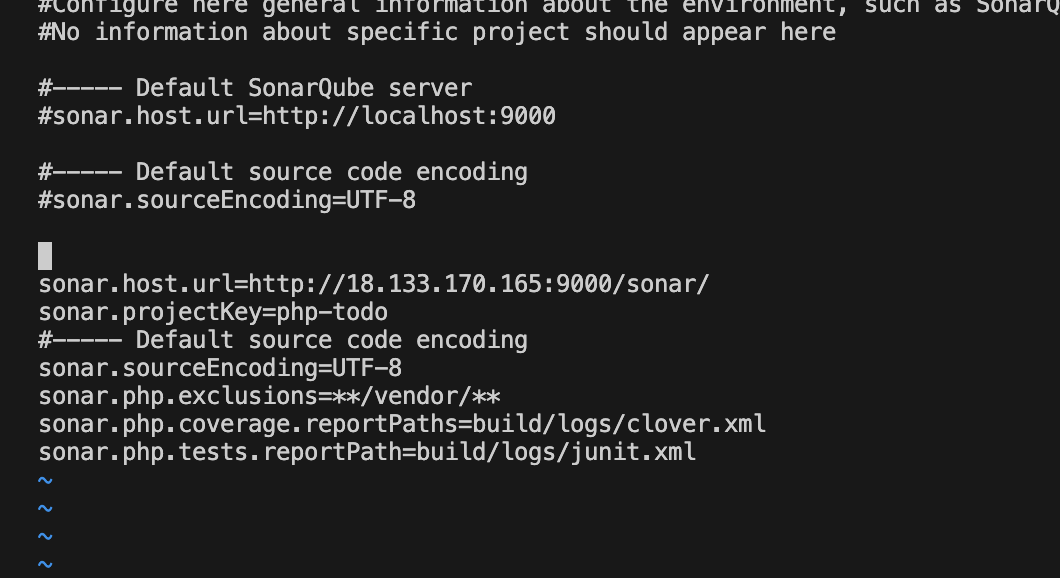 #Configure here general information about the environment, such as SonarQ
#No information about specific project should appear here
#----- Default SonarQube server
#sonar.host.url=http://localhost:9000
#----- Default source code encoding
#sonar.sourceEncoding=UTF-8
sonar.host.url=http://18.133.170.165:9000/sonar/
sonar.projectKey=php-todo
#----- Default source code encoding
sonar.sourceEncoding=UTF-8
sonar.php.exclusions=**/vendor/**
sonar.php.coverage.reportPaths=build/logs/clover.xml
sonar.php.tests.reportPath=build/logs/junit.xml
~
~
~
~